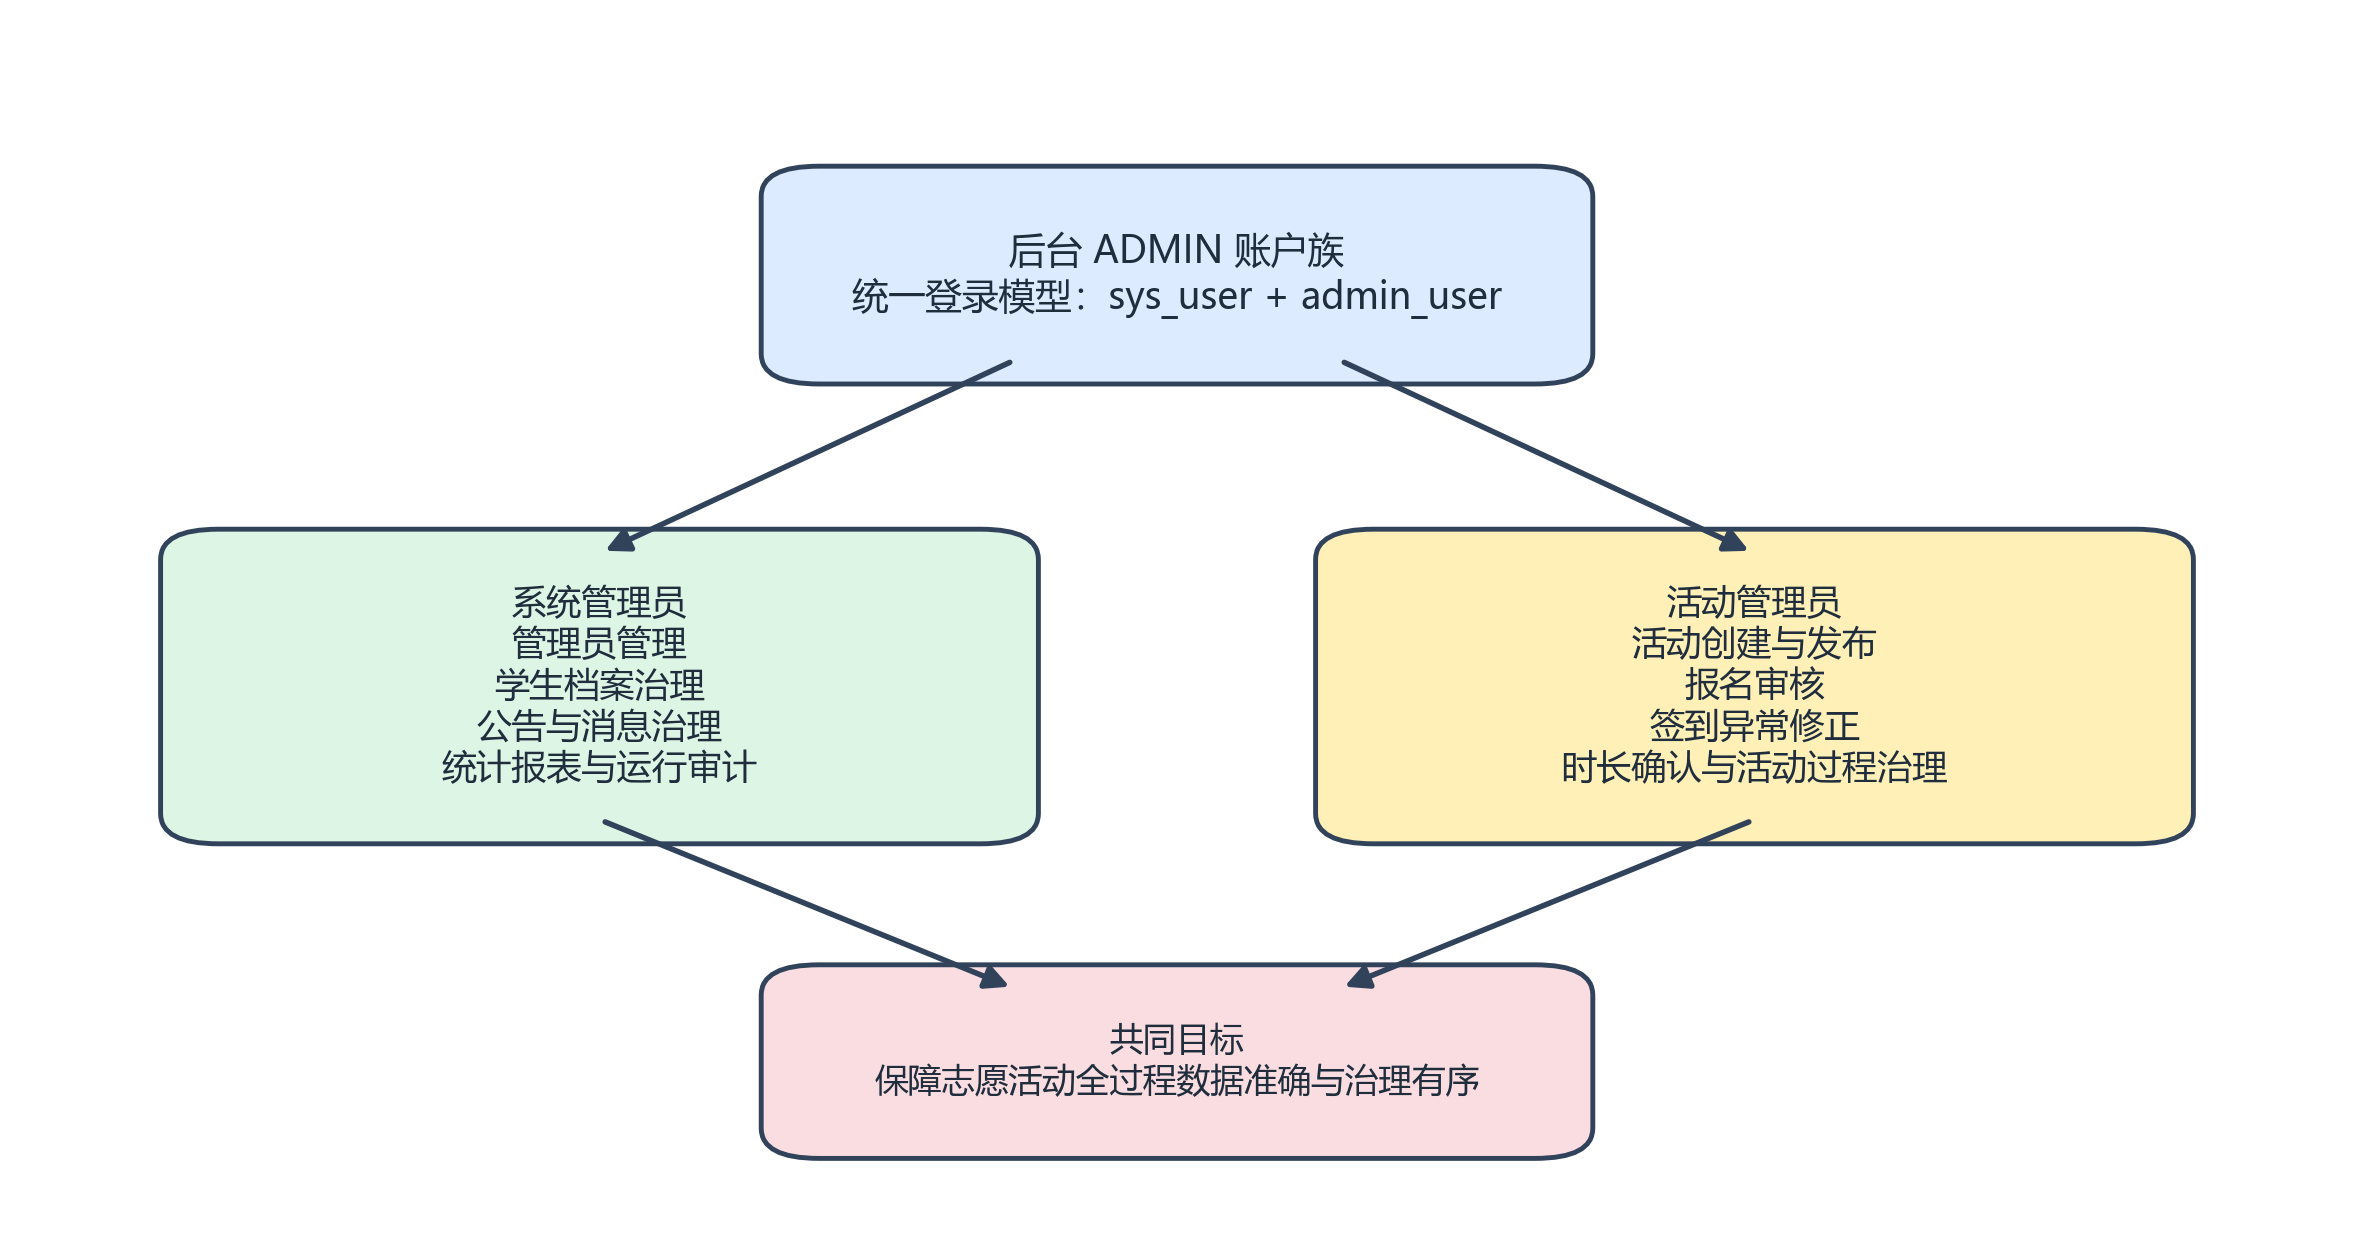 后台 ADMIN 账户族
统一登录模型：sys_user + admin_user
系统管理员
管理员管理
学生档案治理
公告与消息治理
统计报表与运行审计
活动管理员
活动创建与发布
报名审核
签到异常修正
时长确认与活动过程治理
共同目标
保障志愿活动全过程数据准确与治理有序